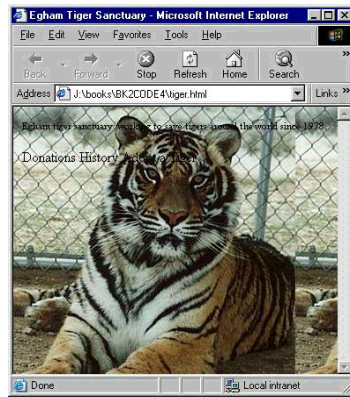 Egham Tiger Sanctuary - Microsoft Internet Explorer
File Edit View Favorites Tools Help
Back Forward Stop Refresh Home Search »
Address J:\books\BK2CODE4\tiger.html Links »
Egham tiger sanctuary: working to save tigers around the world since 1978.
Donations History Adopt a tiger
Done Local intranet